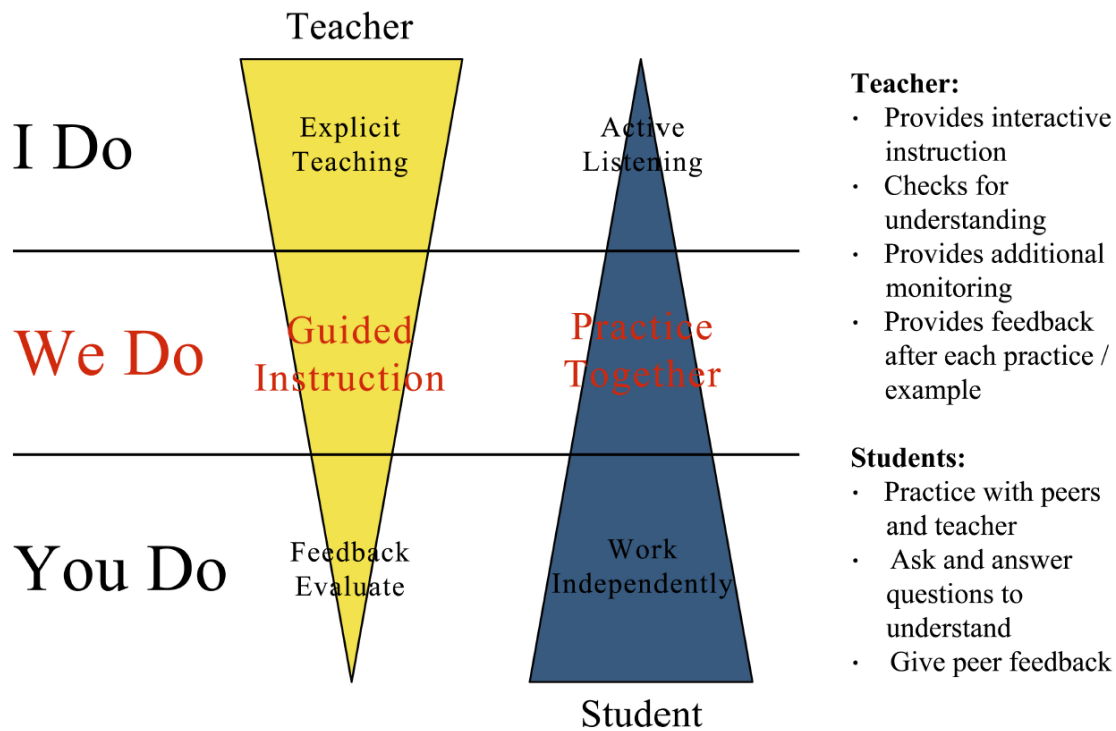 Teacher
I Do
Explicit
Teaching
Active
Listening
We Do
Guided
Instruction
Practice
Together
You Do
Feedback
Evaluate
Work
Independently
Student
Teacher:
· Provides interactive
instruction
· Checks for
understanding
· Provides additional
monitoring
· Provides feedback
after each practice /
example
Students:
· Practice with peers
and teacher
· Ask and answer
questions to
understand
· Give peer feedback